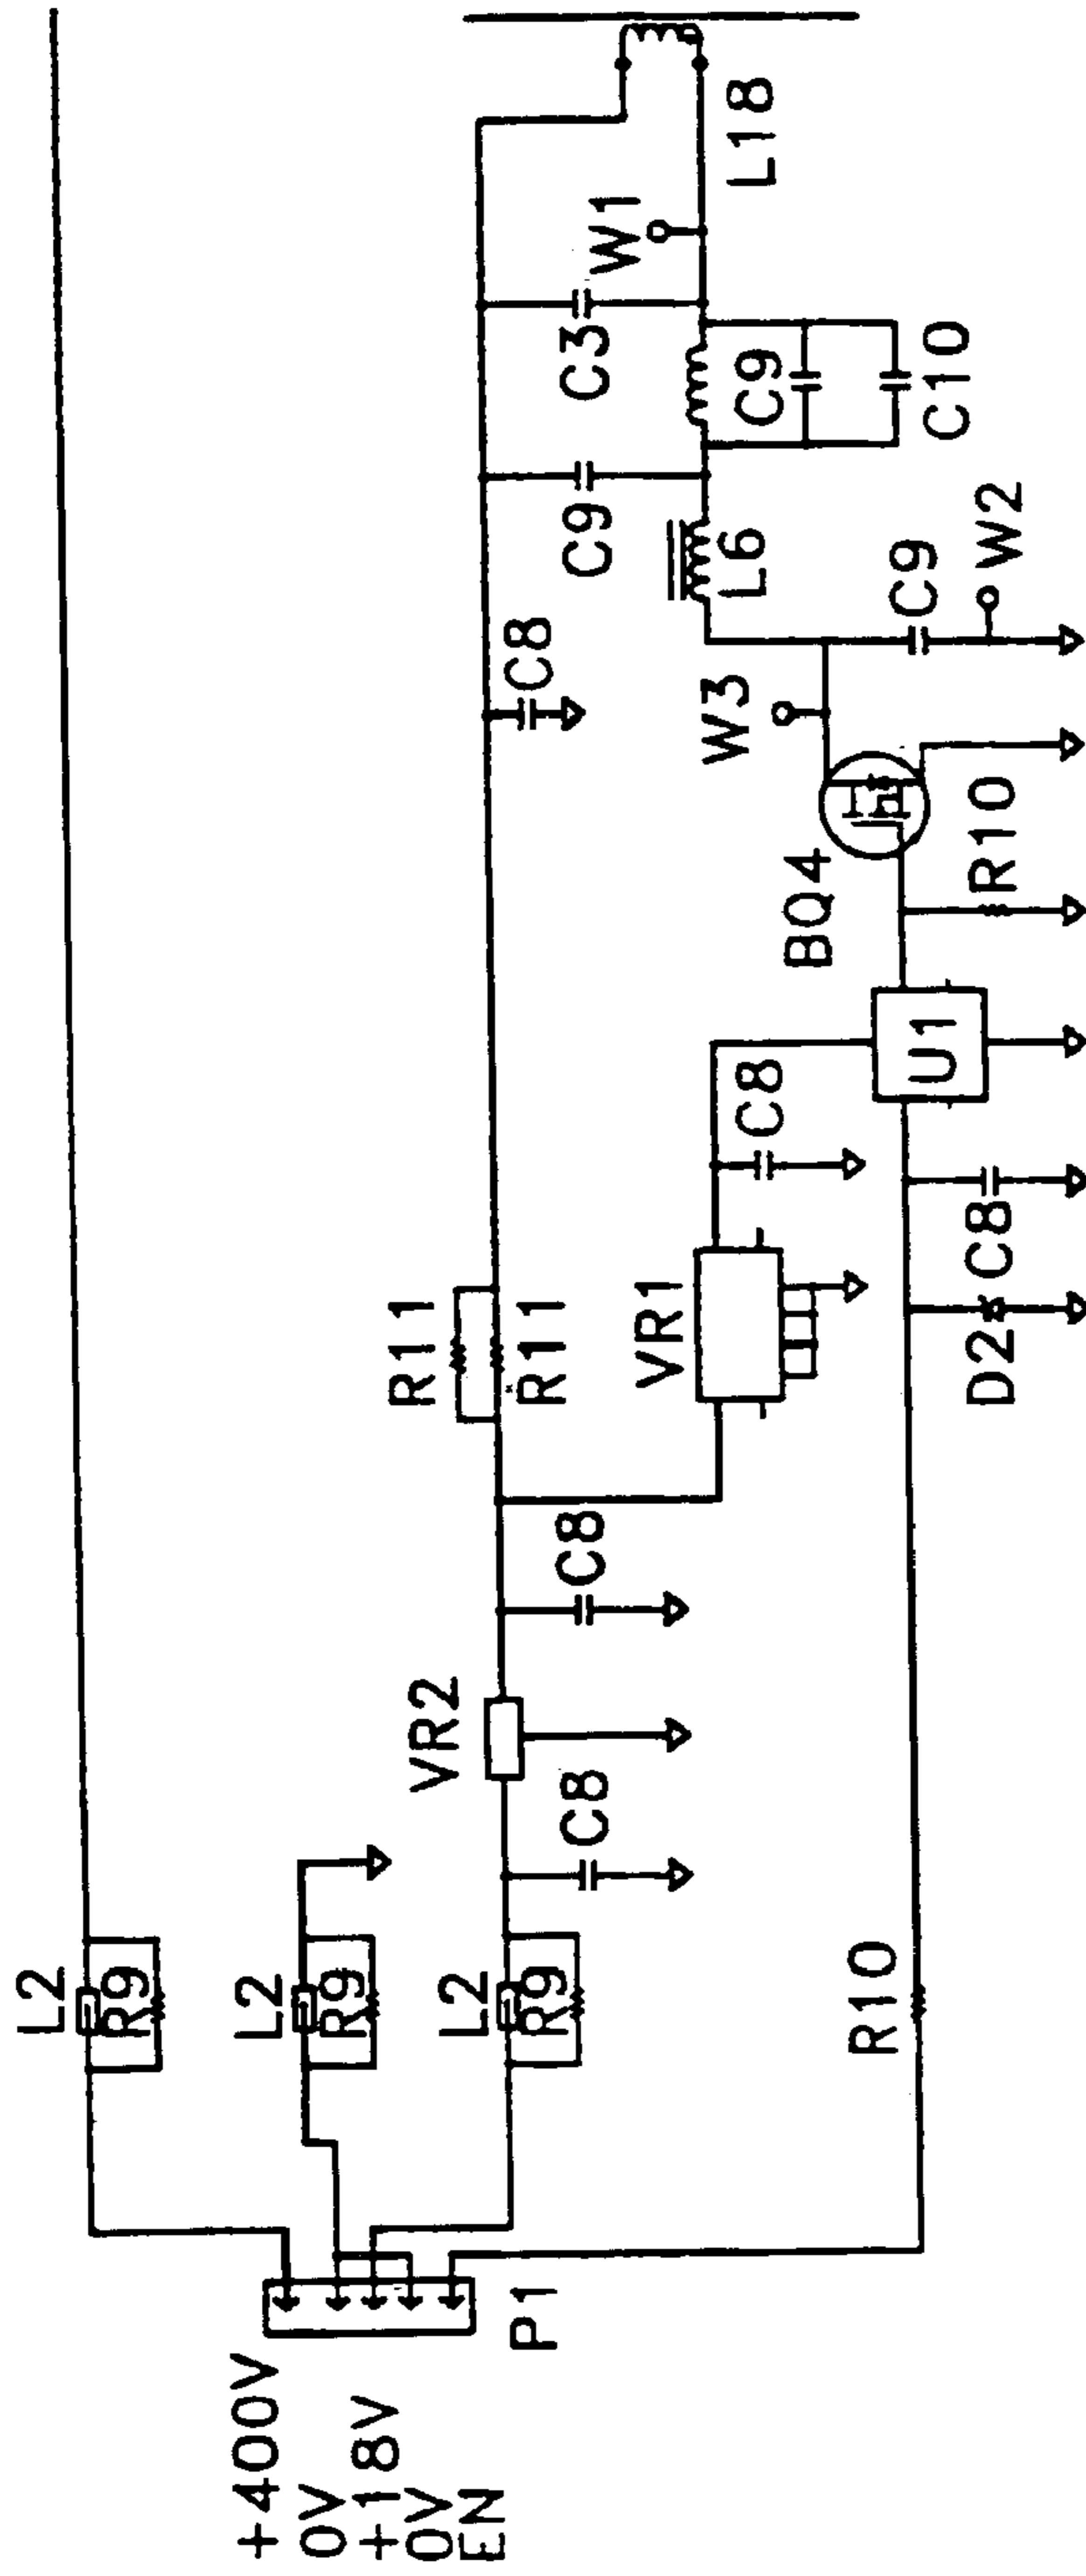 +400V
0V
+18V
0V
EN
P1
L2
R9
L2
R9
L2
R9
R10
VR2
C8
C8
R11
R11
VR1
C8
D2
C8
U1
R10
BQ4
W3
C8
L6
C9
W2
C9
C3
C9
C10
W1
L18